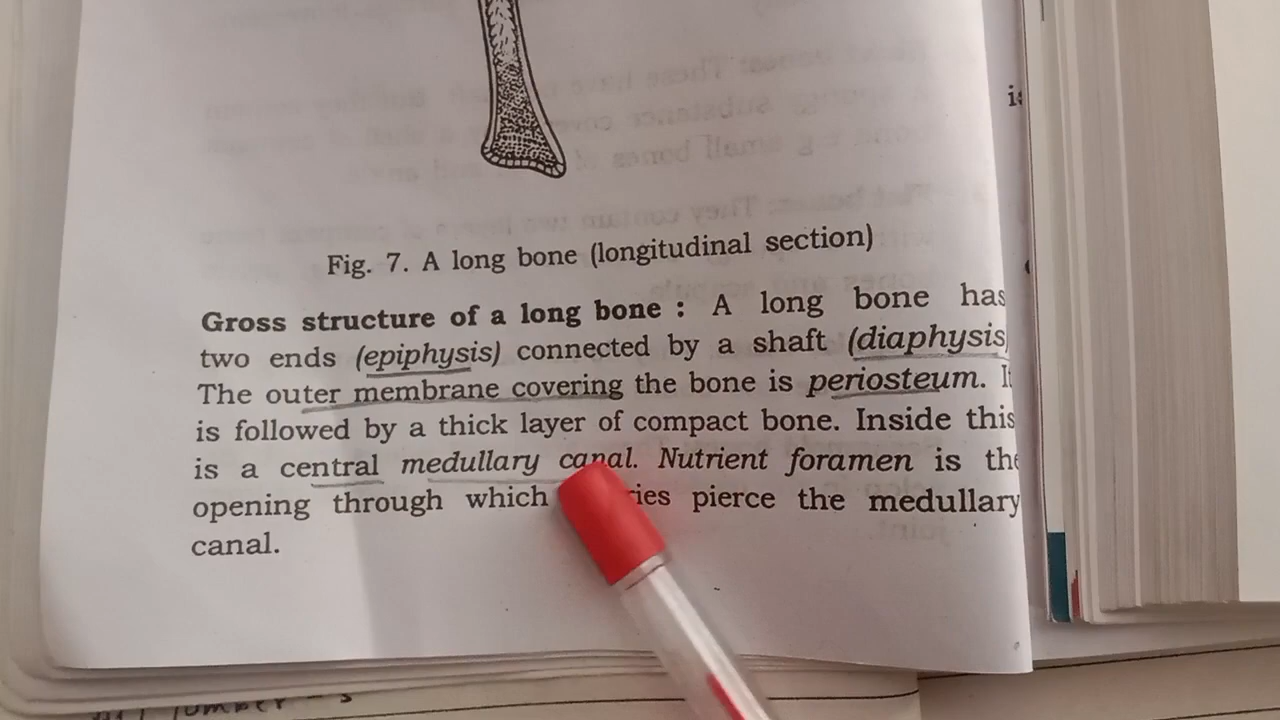 Fig. 7. A long bone (longitudinal section)
Gross structure of a long bone : A long bone has
two ends (epiphysis) connected by a shaft (diaphysis)
The outer membrane covering the bone is periosteum. It
is followed by a thick layer of compact bone. Inside this
is a central medullary canal. Nutrient foramen is the
opening through which pierce the medullary
canal.